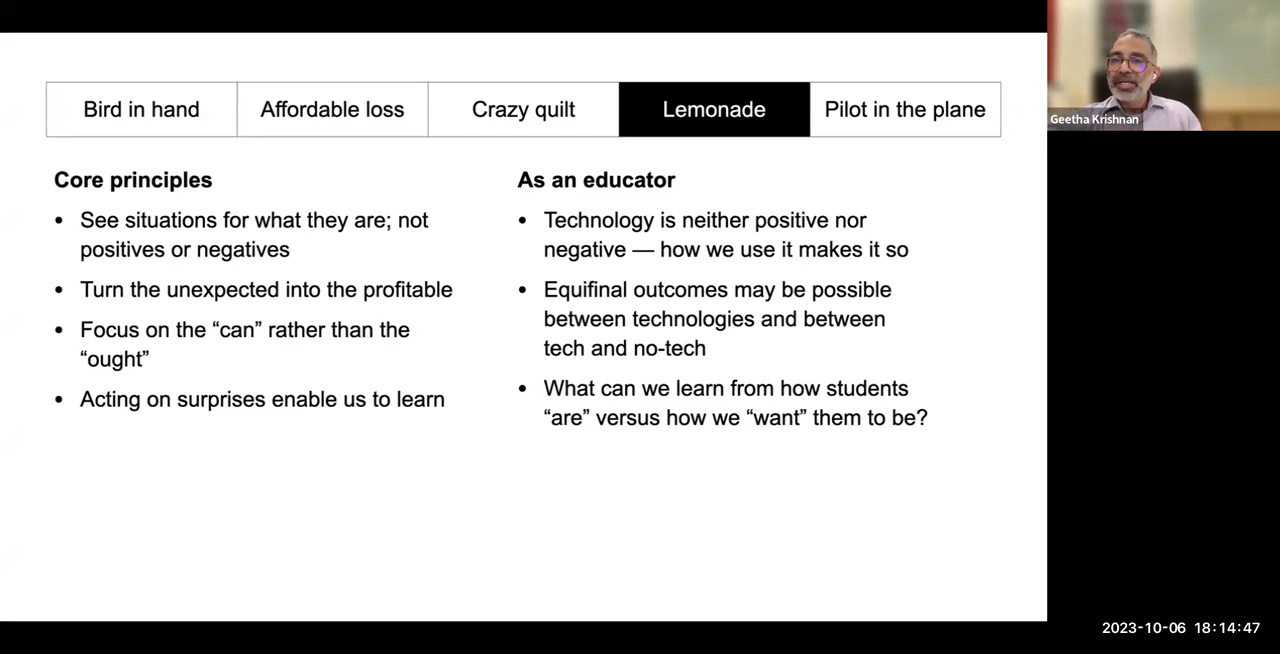 Bird in hand
Affordable loss
Crazy quilt
Lemonade
Pilot in the plane
Geetha Krishnan
Core principles
• See situations for what they are; not
positives or negatives
• Turn the unexpected into the profitable
• Focus on the “can” rather than the
“ought”
• Acting on surprises enable us to learn
As an educator
• Technology is neither positive nor
negative — how we use it makes it so
• Equifinal outcomes may be possible
between technologies and between
tech and no-tech
• What can we learn from how students
“are” versus how we “want” them to be?
2023-10-06 18:14:47